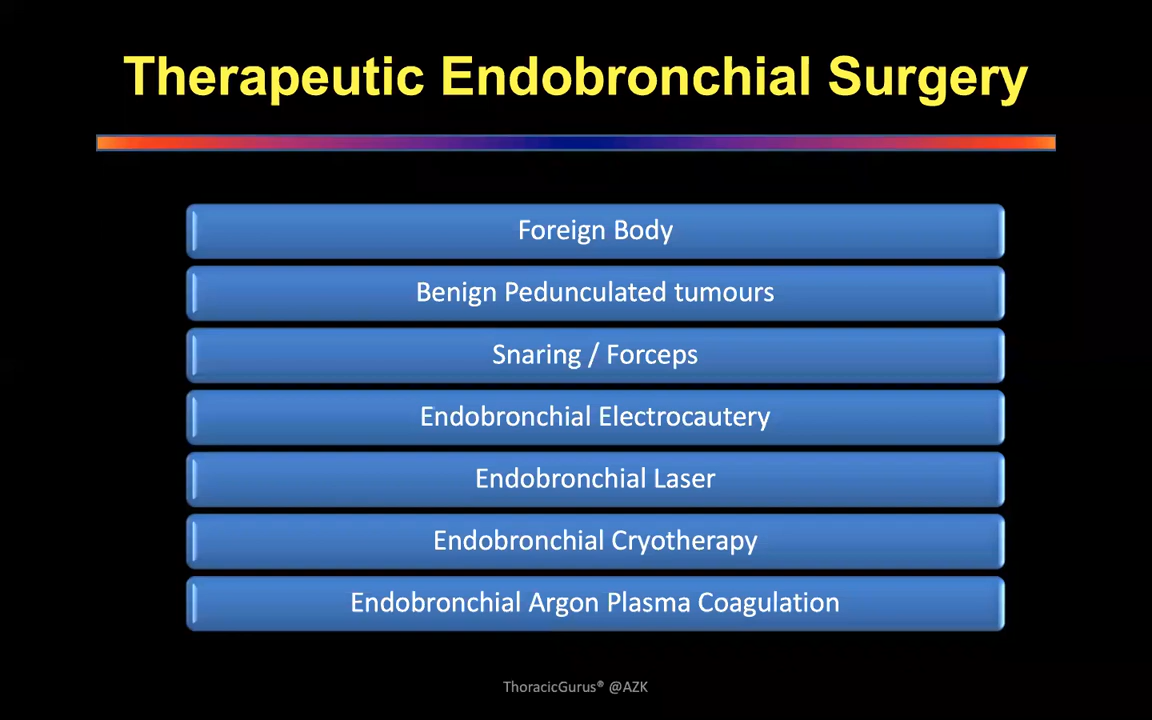 Therapeutic Endobronchial Surgery
Foreign Body
Benign Pedunculated tumours
Snaring / Forceps
Endobronchial Electrocautery
Endobronchial Laser
Endobronchial Cryotherapy
Endobronchial Argon Plasma Coagulation
ThoracicGurus® @AZK